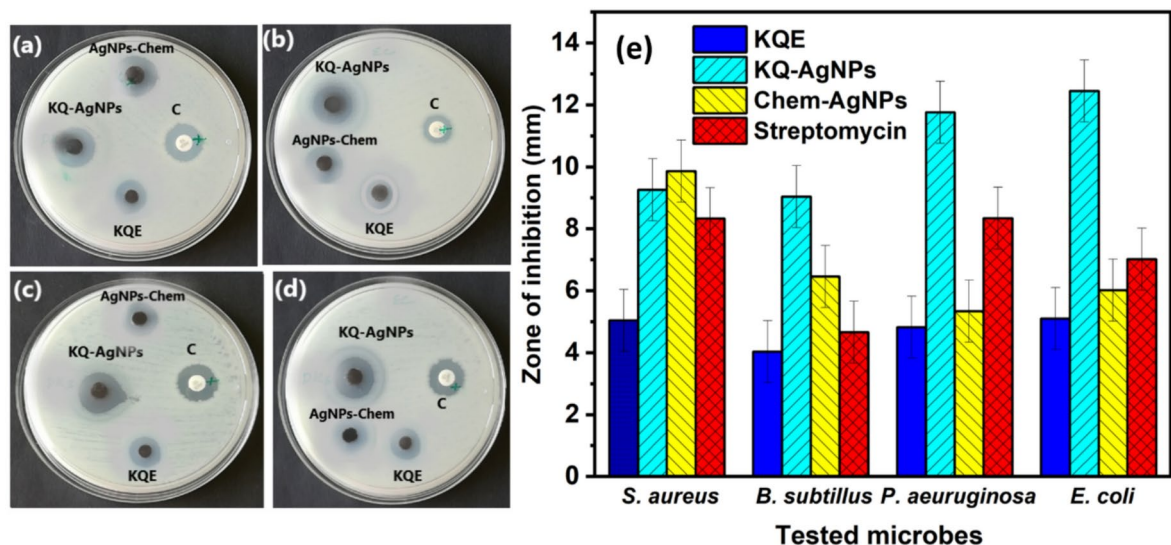 (a)
AgNPs-Chem
KQ-AgNPs
C
KQE
(b)
KQ-AgNPs
C
AgNPs-Chem
KQE
(c)
AgNPs-Chem
KQ-AgNPs
C
KQE
(d)
KQ-AgNPs
AgNPs-Chem
C
KQE
(e)
KQE
KQ-AgNPs
Chem-AgNPs
Streptomycin
Zone of inhibition (mm)
14
12
10
8
6
4
2
0
S. aureus B. subtillus P. aeuruginosa E. coli
Tested microbes